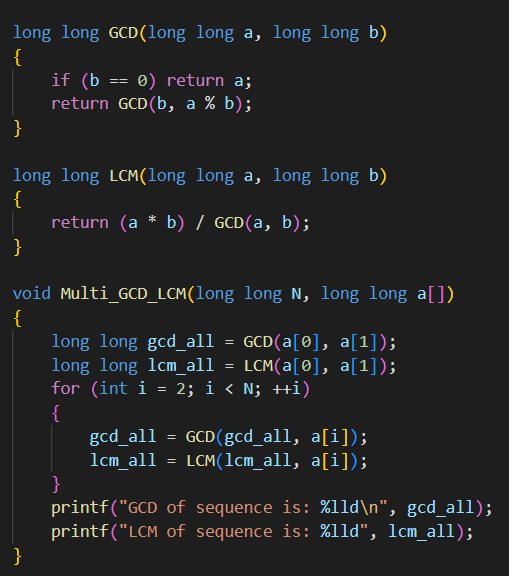 long long GCD(long long a, long long b)
{
    if (b == 0) return a;
    return GCD(b, a % b);
}

long long LCM(long long a, long long b)
{
    return (a * b) / GCD(a, b);
}

void Multi_GCD_LCM(long long N, long long a[])
{
    long long gcd_all = GCD(a[0], a[1]);
    long long lcm_all = LCM(a[0], a[1]);
    for (int i = 2; i < N; ++i)
    {
        gcd_all = GCD(gcd_all, a[i]);
        lcm_all = LCM(lcm_all, a[i]);
    }
    printf("GCD of sequence is: %lld\n", gcd_all);
    printf("LCM of sequence is: %lld", lcm_all);
}